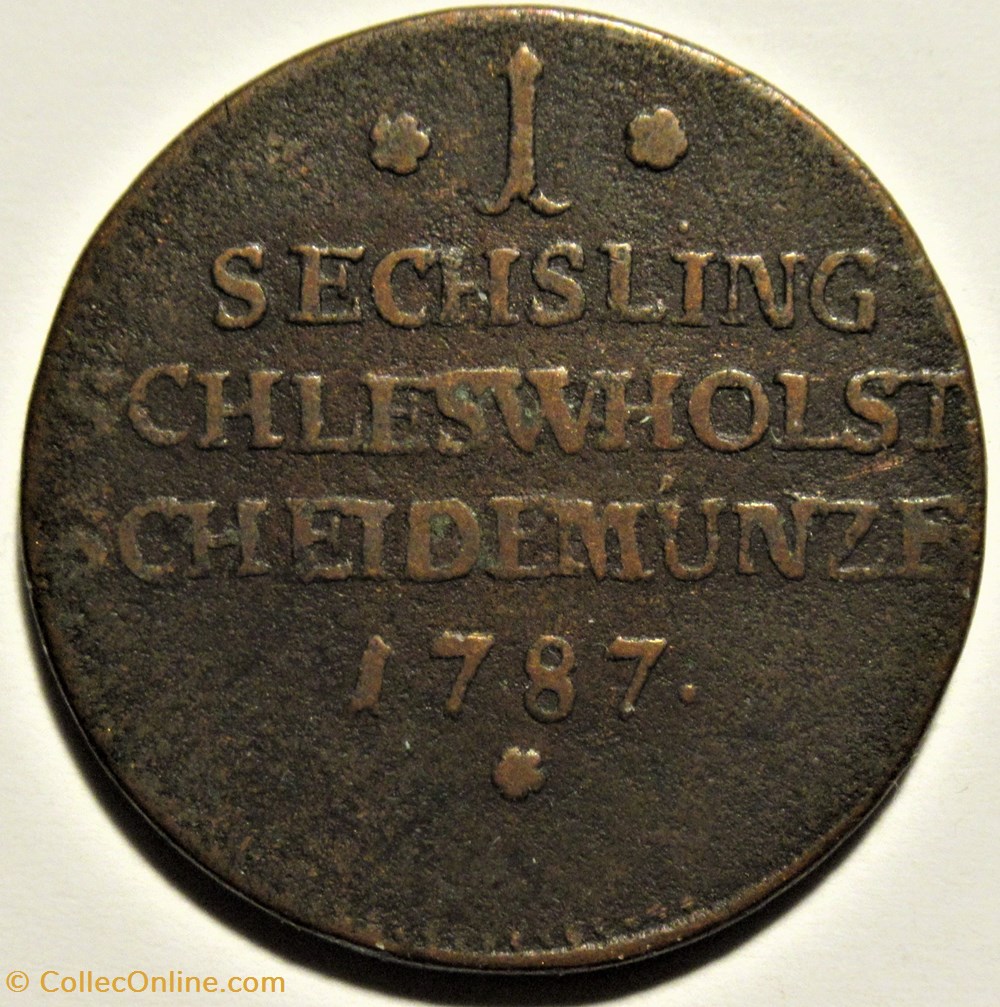 1
SECHSLING
SCHLESWHOLST
SCHEIDEMÜNZE
1787.
© CollecOnline.com